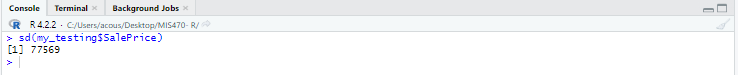 Console Terminal × Background Jobs ×
R 4.2.2 · C:/Users/acous/Desktop/MIS470- R/
> sd(my_testing$SalePrice)
[1] 77569
>